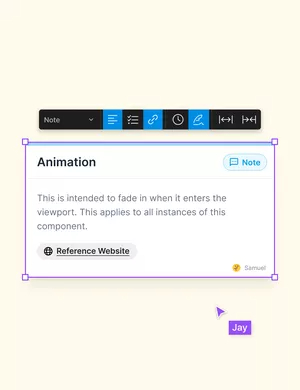 Note
Animation
Note
This is intended to fade in when it enters the
viewport. This applies to all instances of this
component.
Reference Website
Samuel
Jay